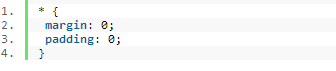 1. * {
2.  margin: 0;
3.  padding: 0;
4. }